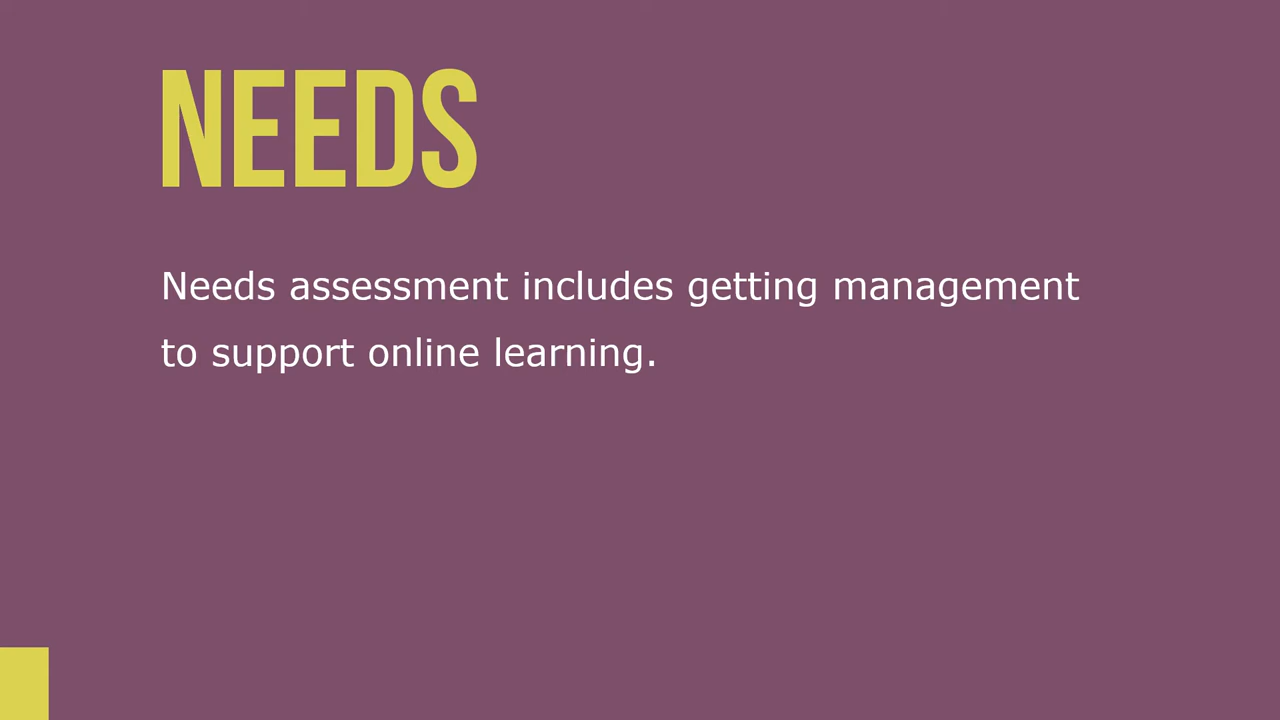 NEEDS
Needs assessment includes getting management
to support online learning.